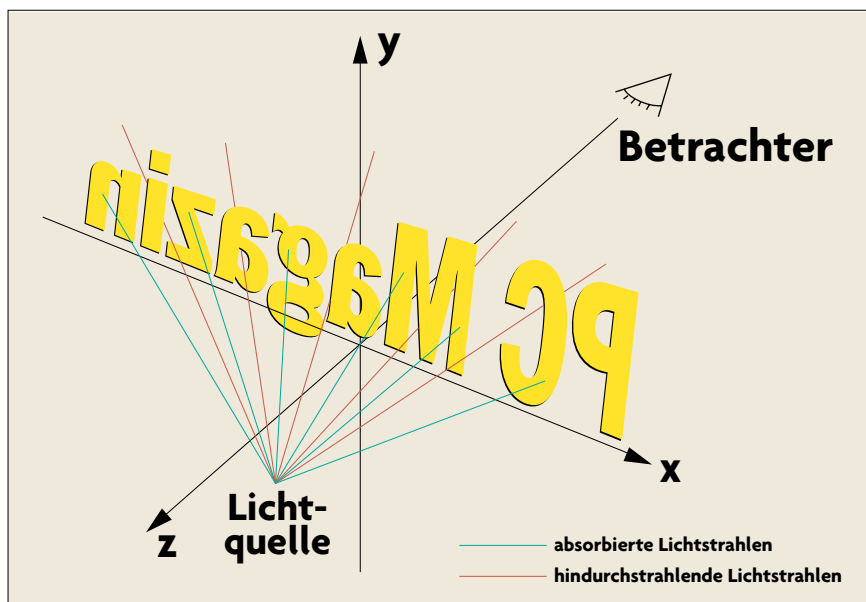 y
Betrachter
PC Magazin
x
Licht-
quelle
z
absorbierte Lichtstrahlen
hindurchstrahlende Lichtstrahlen